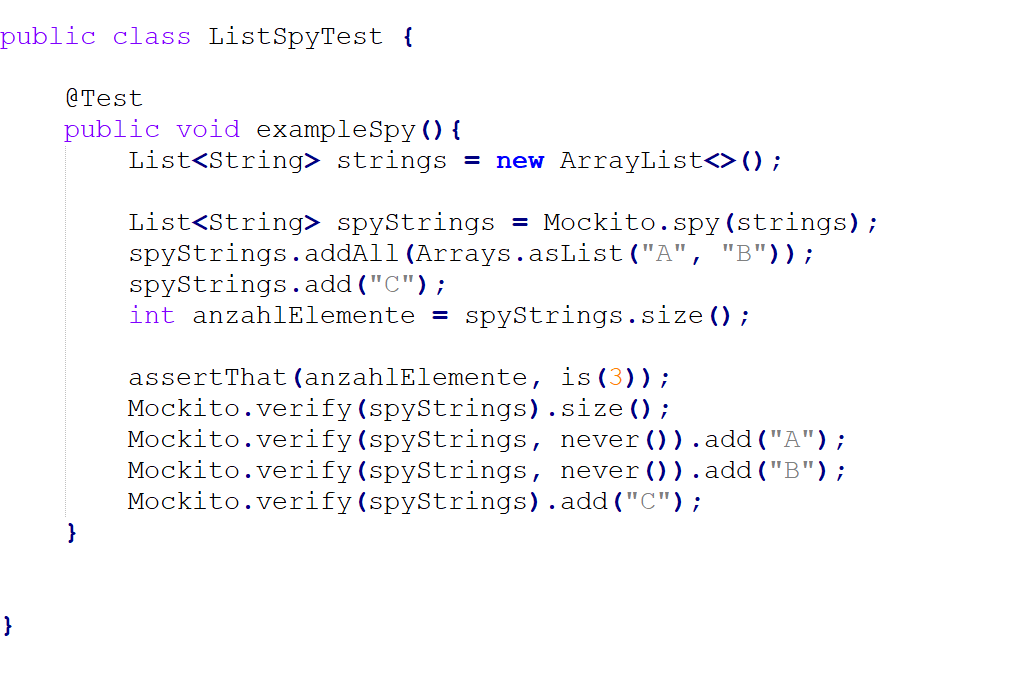 public class ListSpyTest {
@Test
public void exampleSpy(){
List<String> strings = new ArrayList<>();
List<String> spyStrings = Mockito.spy(strings);
spyStrings.addAll(Arrays.asList("A", "B"));
spyStrings.add("C");
int anzahlElemente = spyStrings.size();
assertThat(anzahlElemente, is(3));
Mockito.verify(spyStrings).size();
Mockito.verify(spyStrings, never()).add("A");
Mockito.verify(spyStrings, never()).add("B");
Mockito.verify(spyStrings).add("C");
}
}